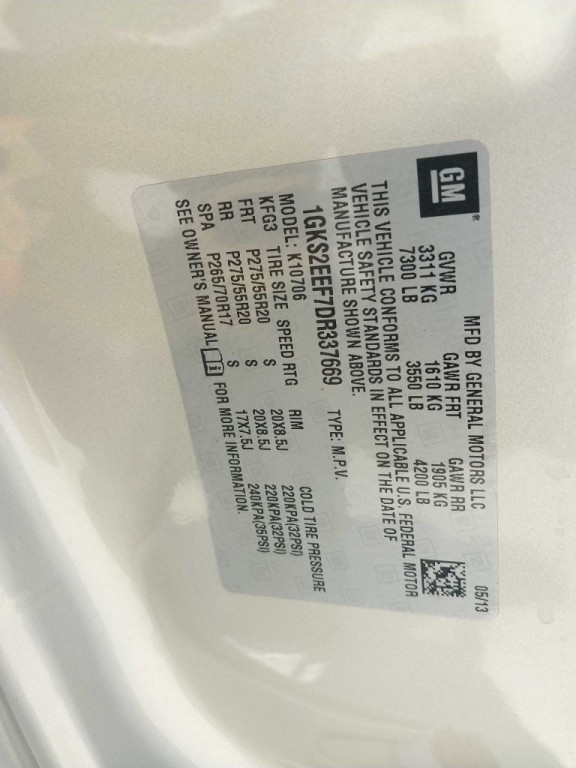 GM
MFD BY GENERAL MOTORS LLC 05/13
GVWR GAWR FRT GAWR RR
3311 KG 1610 KG 1905 KG
7300 LB 3550 LB 4200 LB
THIS VEHICLE CONFORMS TO ALL APPLICABLE U.S. FEDERAL MOTOR
VEHICLE SAFETY STANDARDS IN EFFECT ON THE DATE OF
MANUFACTURE SHOWN ABOVE.
1GKS2EEF7DR337669 TYPE: M.P.V.
MODEL: K10706
KFG3 TIRE SIZE SPEED RTG RIM COLD TIRE PRESSURE
FRT P275/55R20 S 20X8.5J 220KPA(32PSI)
RR P275/55R20 S 20X8.5J 220KPA(32PSI)
SPA P265/70R17 17X7.5J 240KPA(35PSI)
SEE OWNER'S MANUAL FOR MORE INFORMATION.